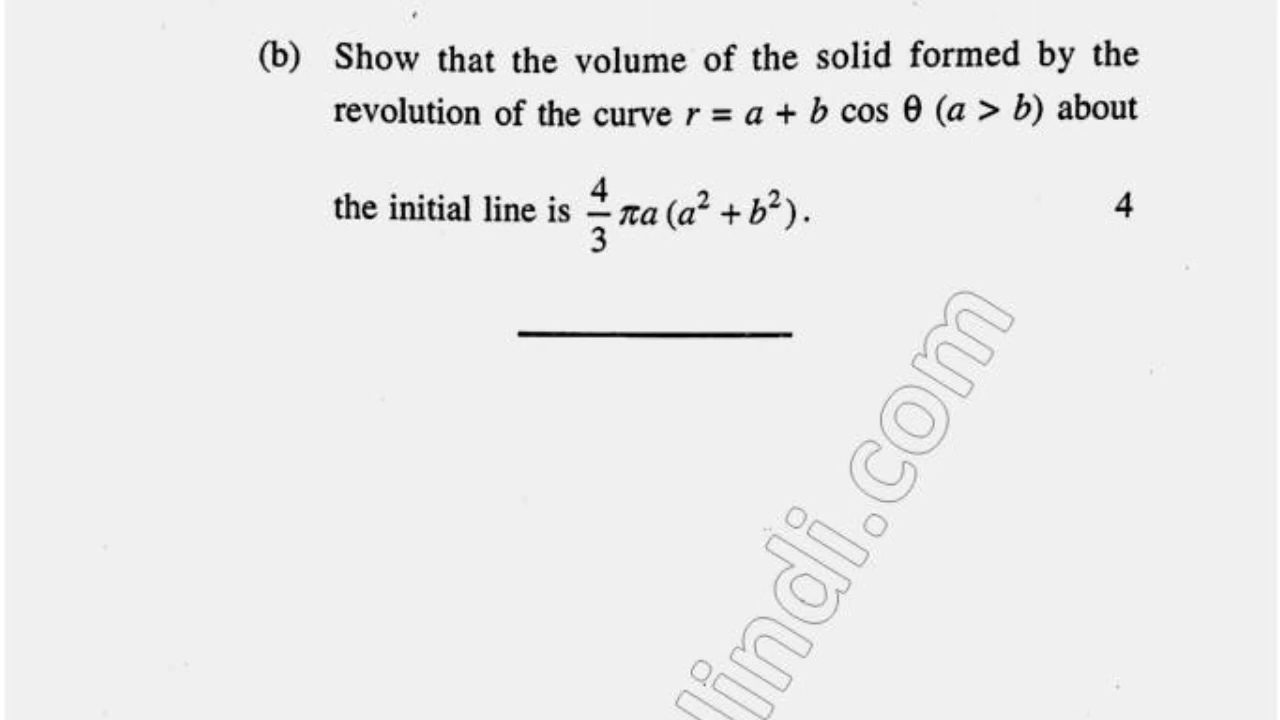 (b) Show that the volume of the solid formed by the
revolution of the curve r = a + b cos θ (a > b) about
the initial line is 4/3 πa (a² + b²). 4
lindi.com